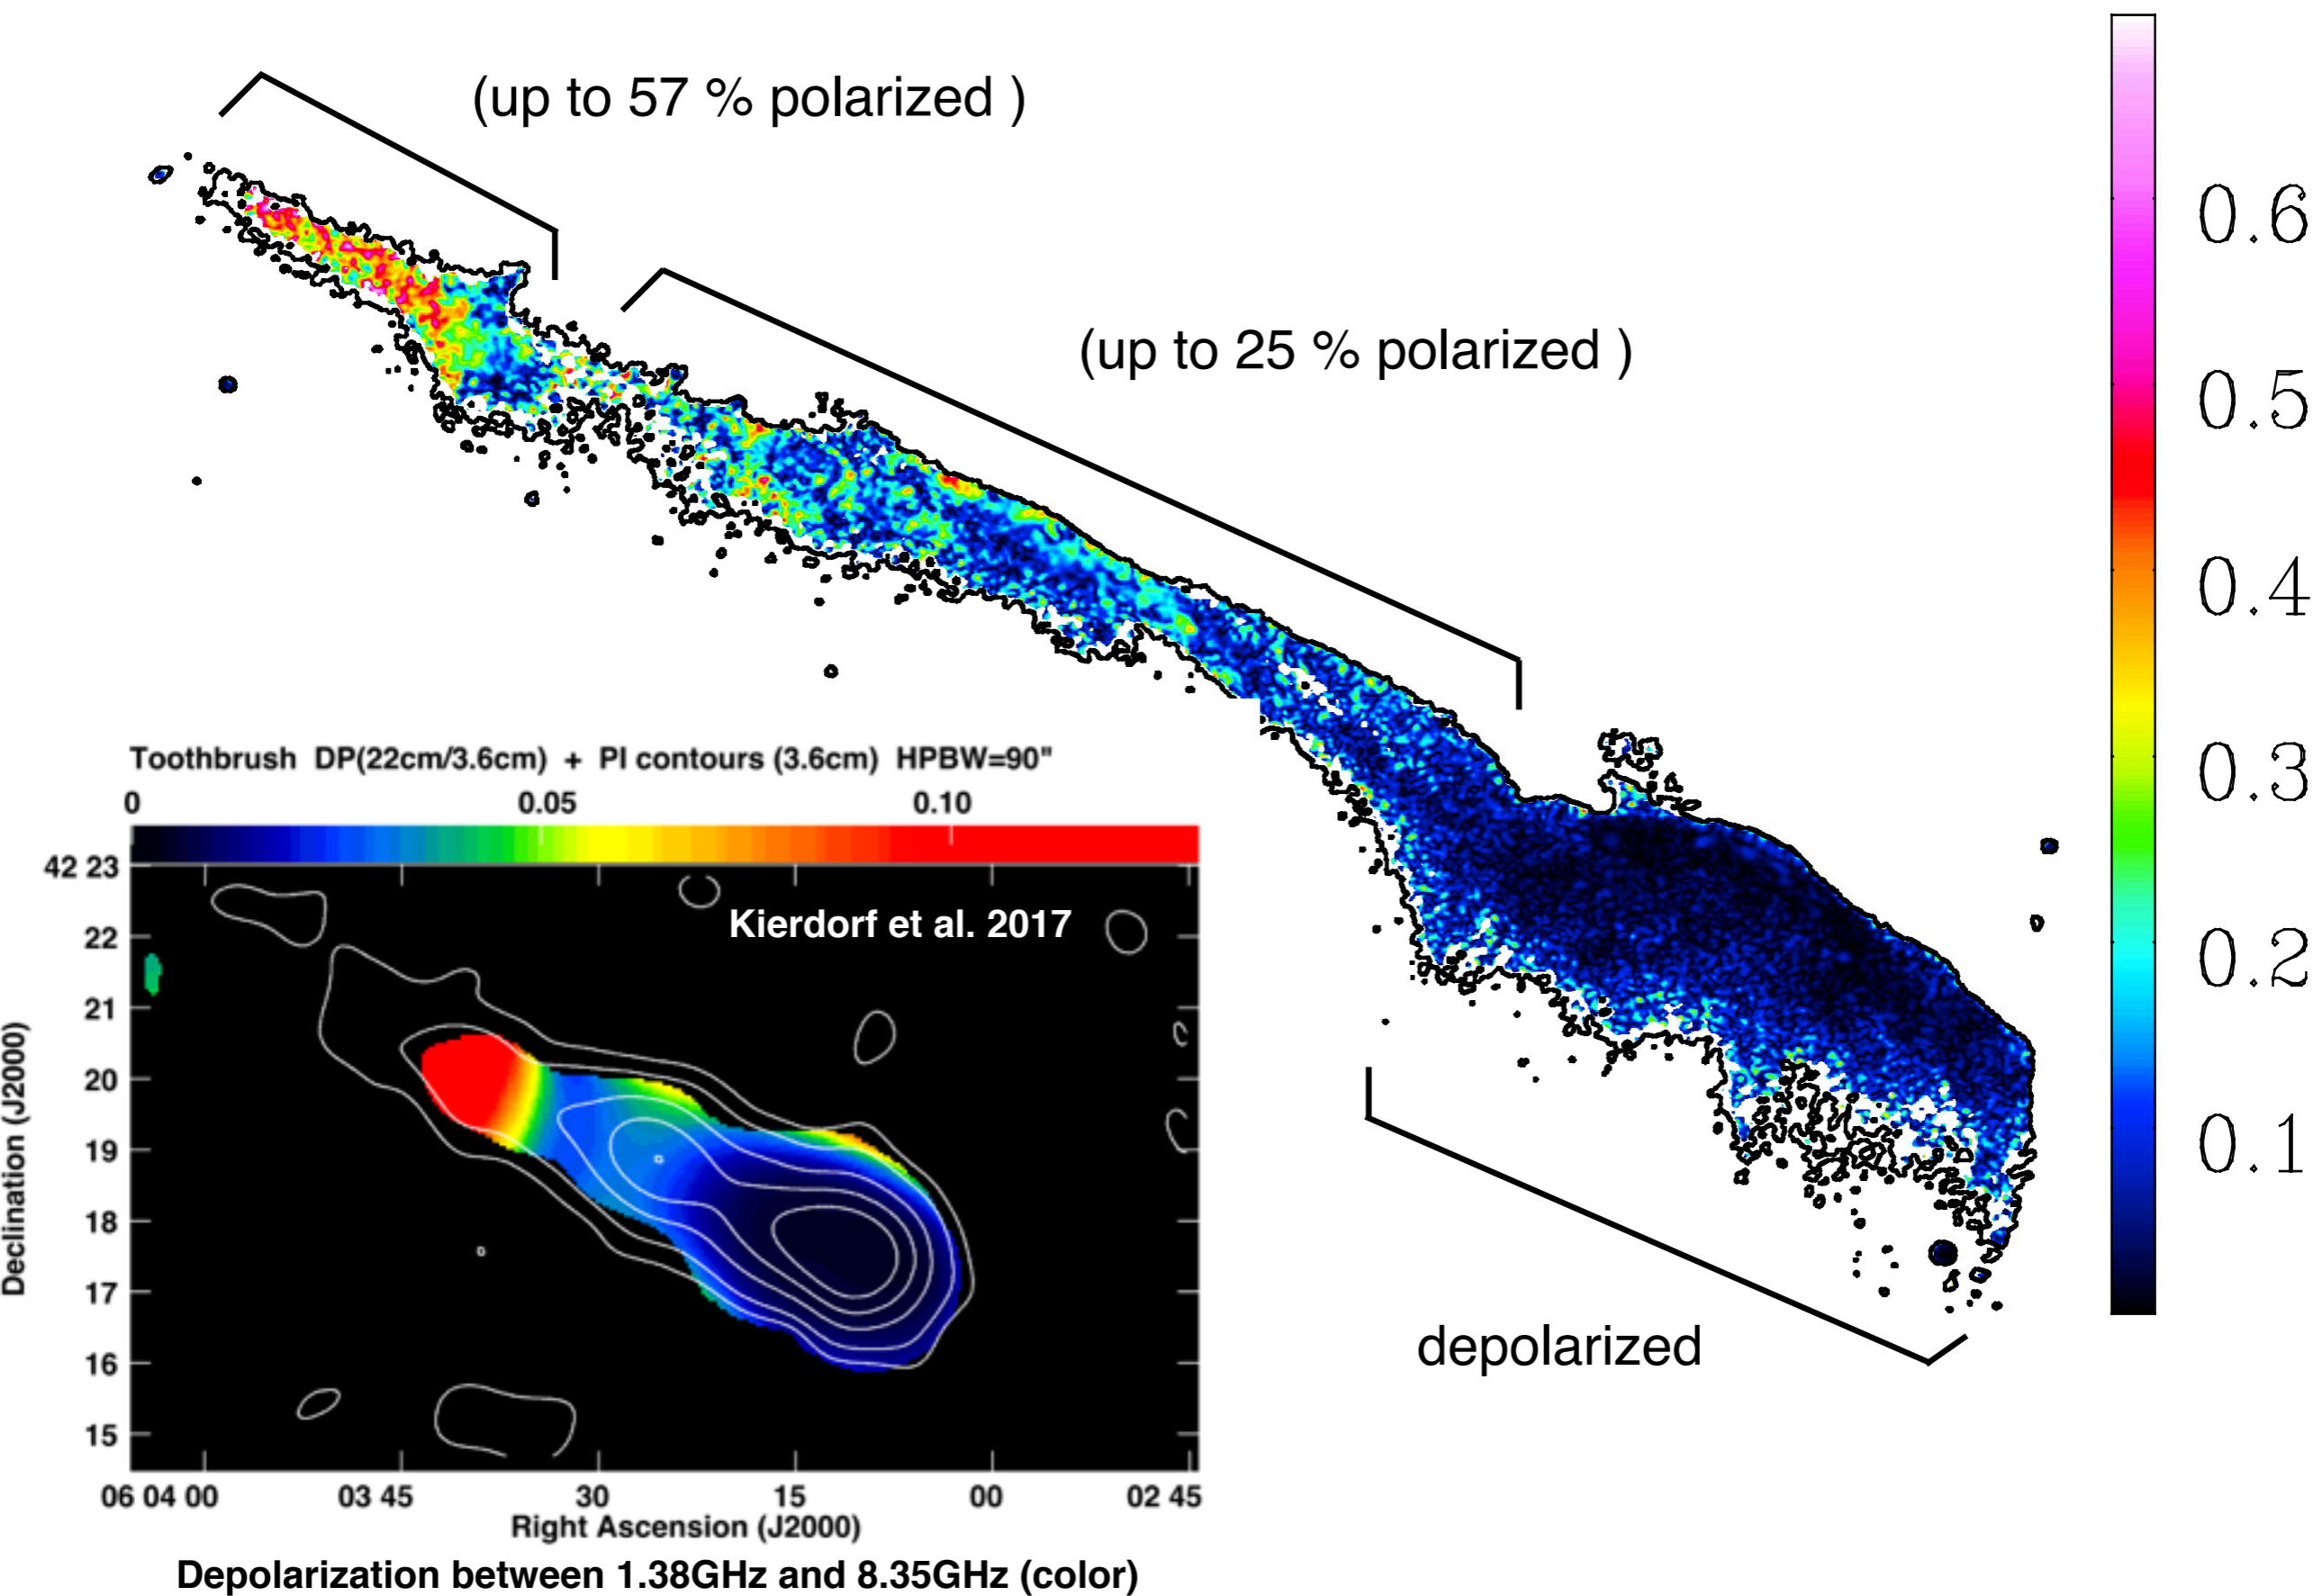 (up to 57 % polarized )
(up to 25 % polarized )
0.6
0.5
0.4
0.3
0.2
0.1
depolarized
Toothbrush DP(22cm/3.6cm) + PI contours (3.6cm) HPBW=90"
0 0.05 0.10
Kierdorf et al. 2017
Declination (J2000)
42 23
22
21
20
19
18
17
16
15
06 04 00 03 45 30 15 00 02 45
Right Ascension (J2000)
Depolarization between 1.38GHz and 8.35GHz (color)